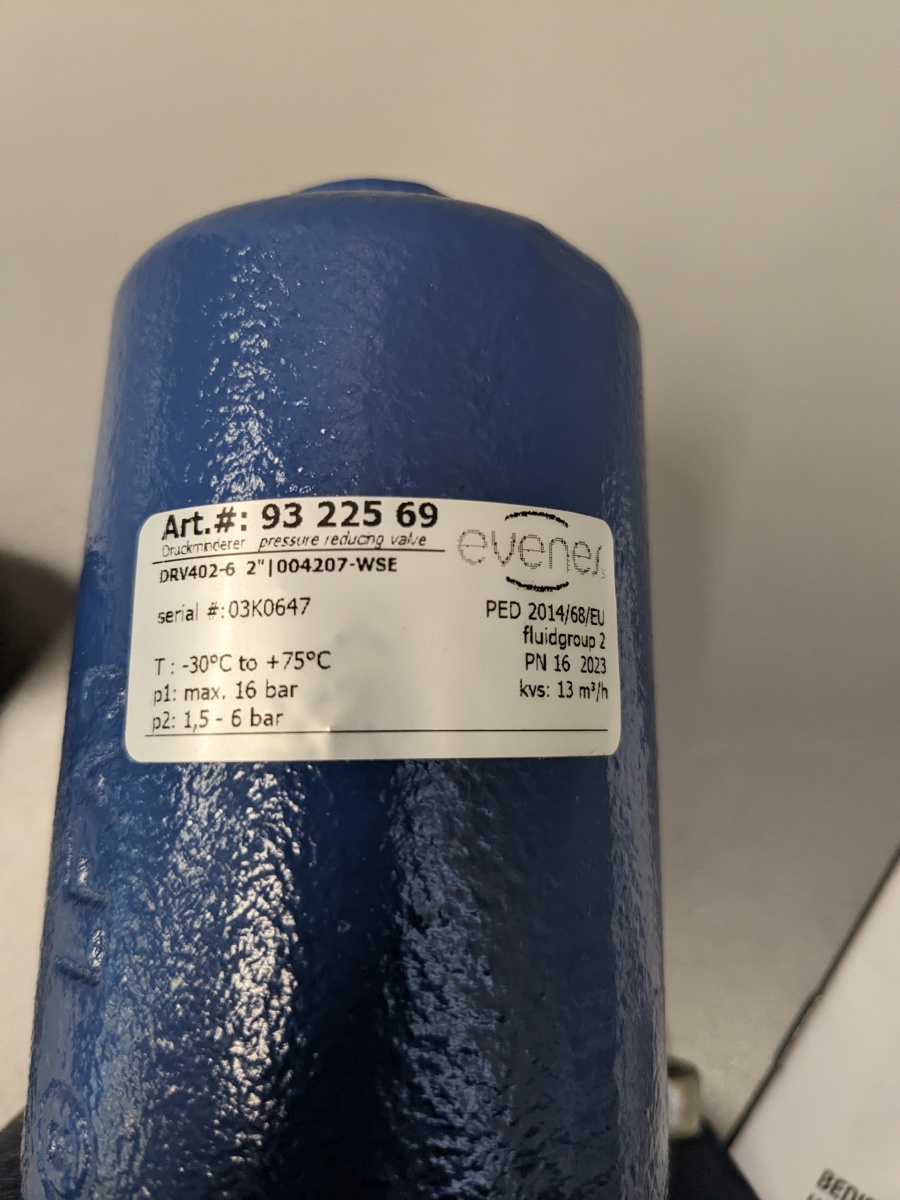 Art.#: 93 225 69
Druckminderer pressure reducing valve
DRV402-6 2"|004207-WSE
evenes
serial #: 03K0647
PED 2014/68/EU
fluidgroup 2
T : -30°C to +75°C
PN 16 2023
p1: max. 16 bar
kvs: 13 m³/h
p2: 1,5 - 6 bar